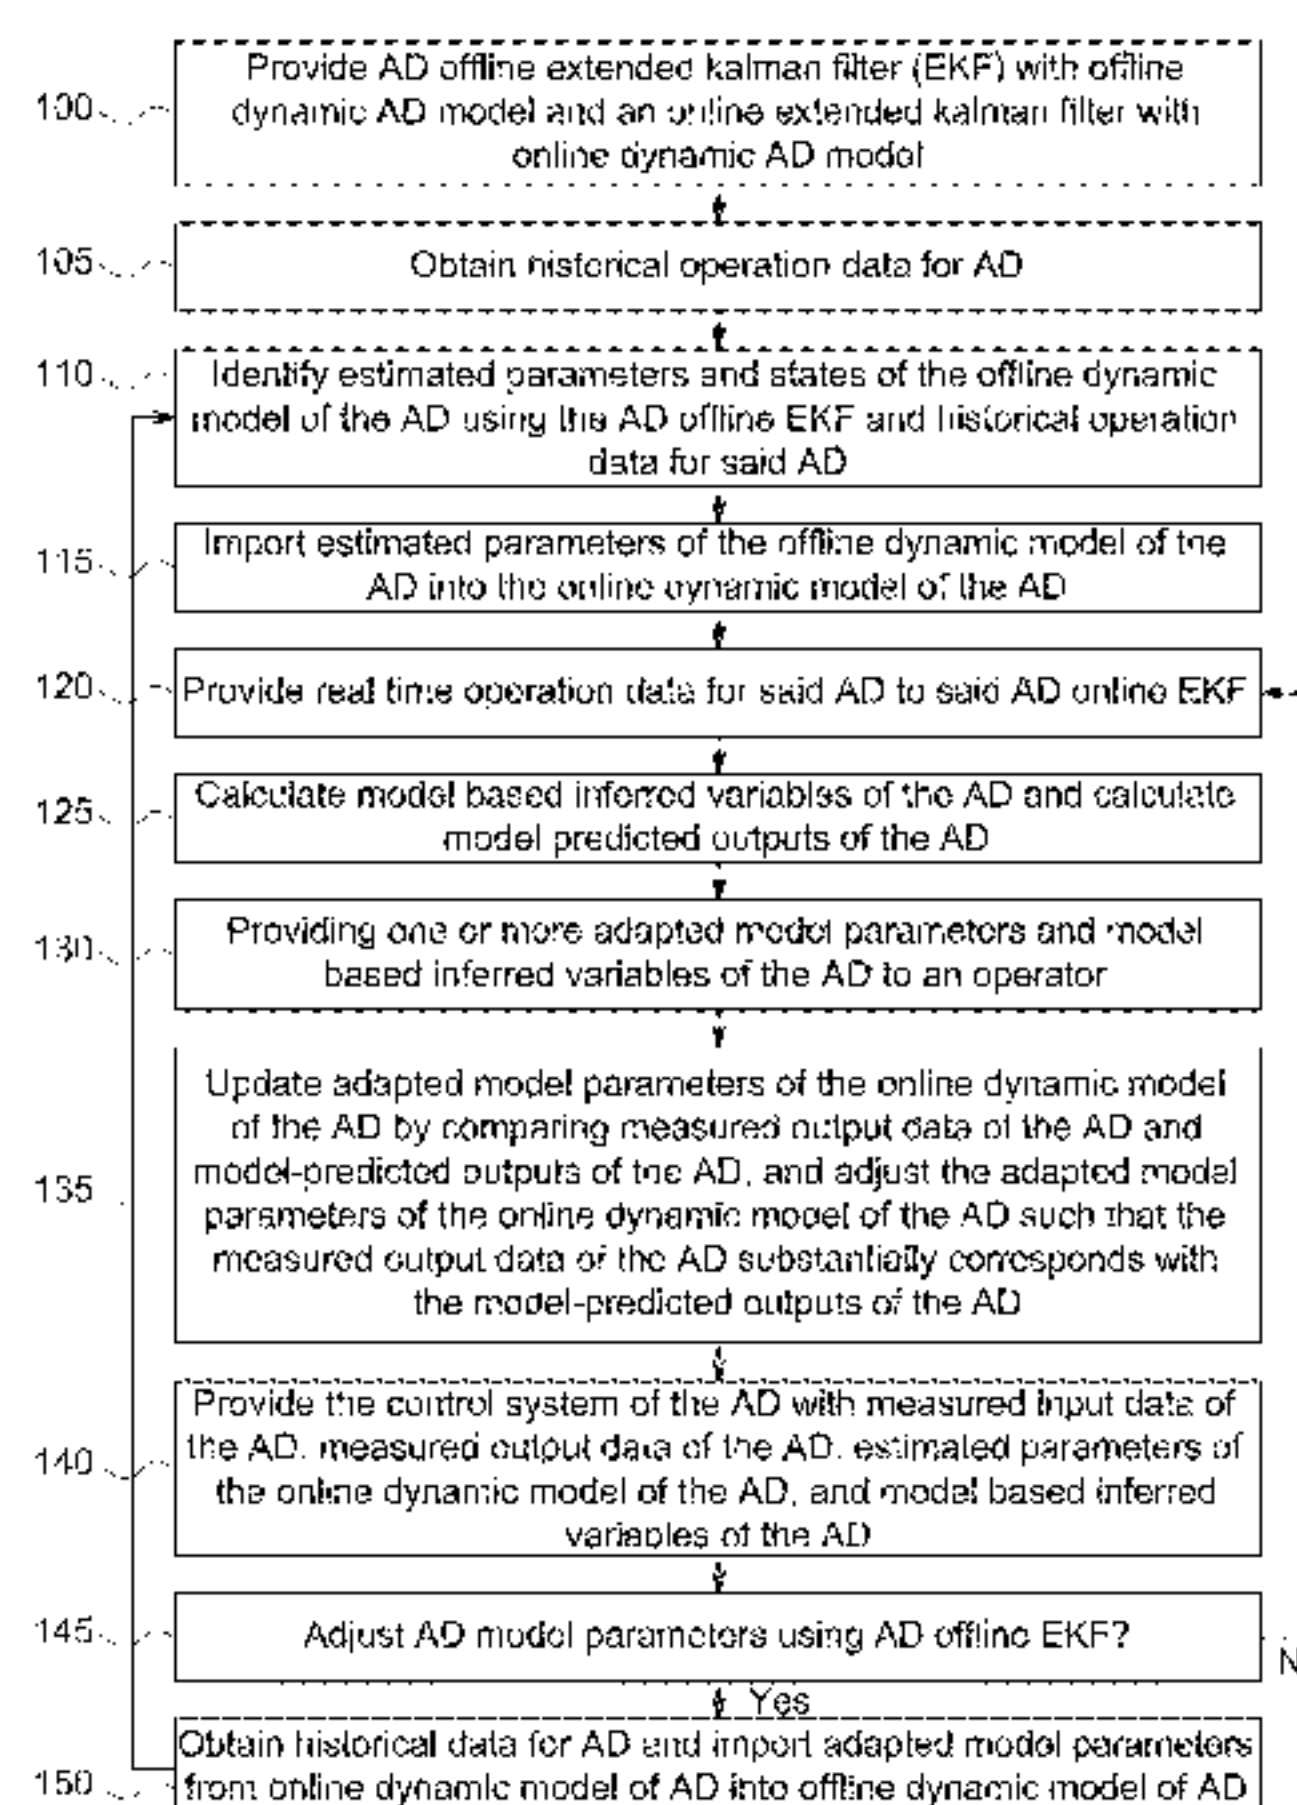 100
Provide AD offline extended kalman filter (EKF) with offline
dynamic AD model and an online extended kalman filter with
online dynamic AD model
105
Obtain historical operation data for AD
110
Identify estimated parameters and states of the offline dynamic
model of the AD using the AD offline EKF and historical operation
data for said AD
115
Import estimated parameters of the offline dynamic model of the
AD into the online dynamic model of the AD
120
Provide real time operation data for said AD to said AD online EKF
125
Calculate model based inferred variables of the AD and calculate
model predicted outputs of the AD
130
Providing one or more adapted model parameters and model
based inferred variables of the AD to an operator
135
Update adapted model parameters of the online dynamic model
of the AD by comparing measured output data of the AD and
model-predicted outputs of the AD, and adjust the adapted model
parameters of the online dynamic model of the AD such that the
measured output data of the AD substantially corresponds with
the model-predicted outputs of the AD
140
Provide the control system of the AD with measured input data of
the AD, measured output data of the AD, estimated parameters of
the online dynamic model of the AD, and model based inferred
variables of the AD
145
Adjust AD model parameters using AD offline EKF?
N
Yes
150
Obtain historical data for AD and import adapted model parameters
from online dynamic model of AD into offline dynamic model of AD